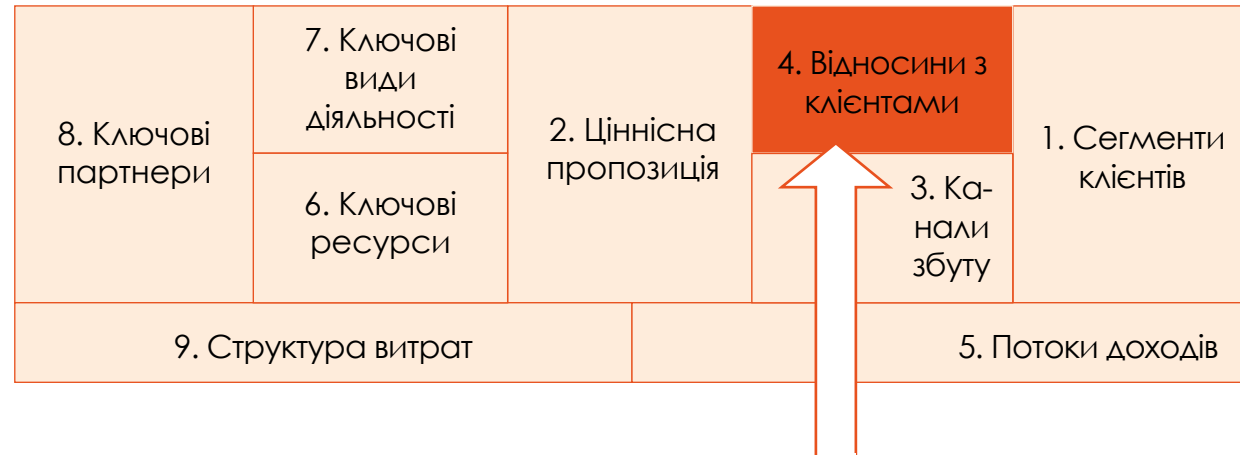 8. Ключові
партнери
7. Ключові
види
діяльності
6. Ключові
ресурси
2. Ціннісна
пропозиція
4. Відносини з
клієнтами
3. Ка-
нали
збуту
1. Сегменти
клієнтів
9. Структура витрат
5. Потоки доходів